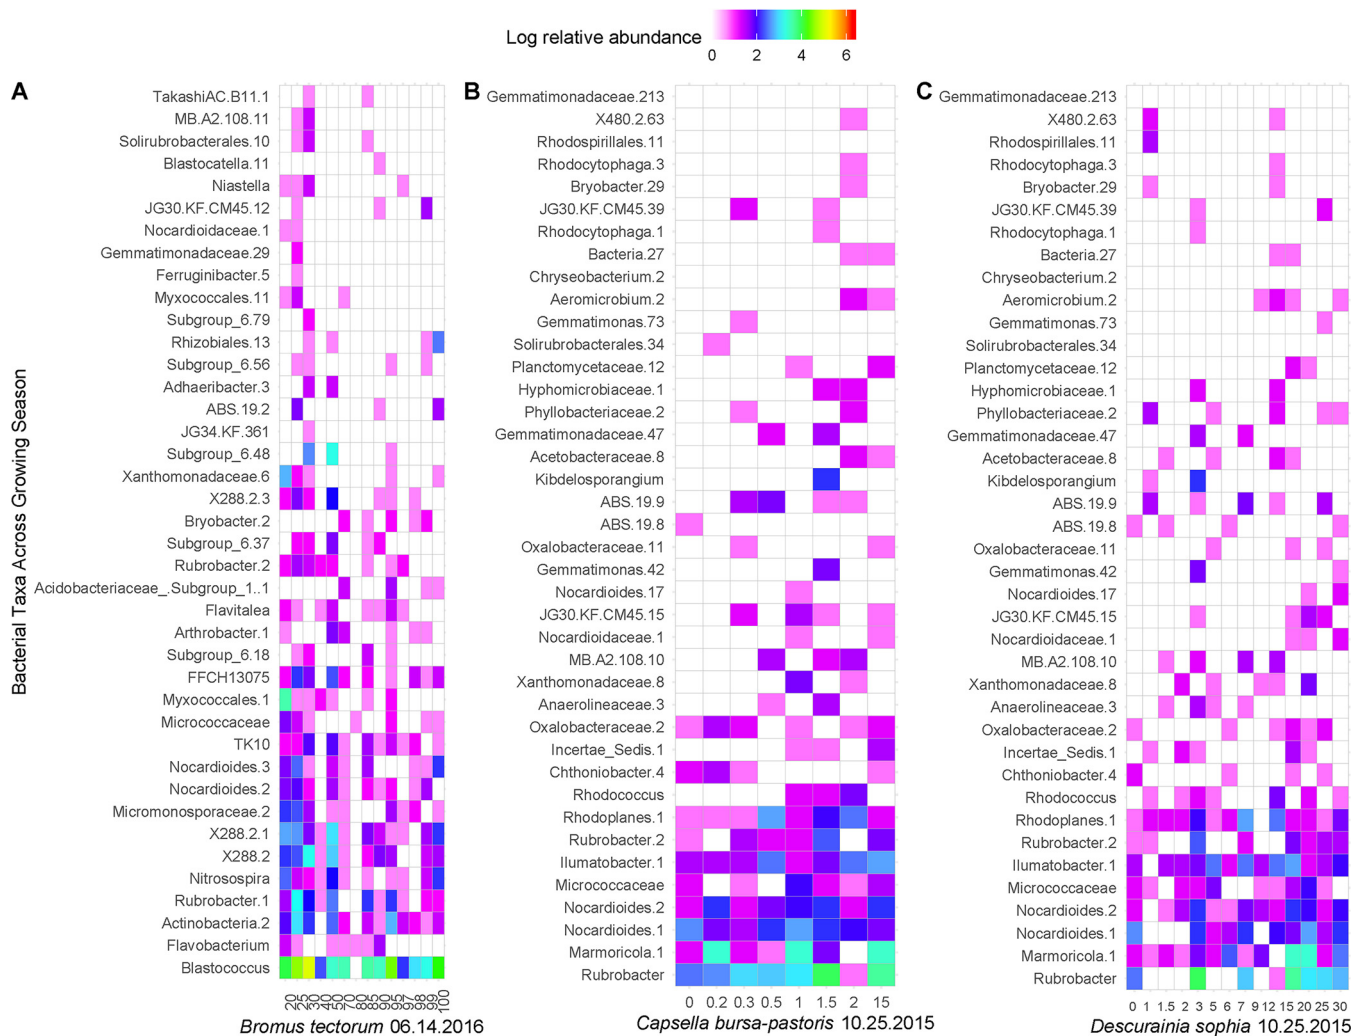 Log relative abundance
0 2 4 6
A
B
C
Bacterial Taxa Across Growing Season
TakashiAC.B11.1
MB.A2.108.11
Solirubrobacterales.10
Blastocatella.11
Niastella
JG30.KF.CM45.12
Nocardioidaceae.1
Gemmatimonadaceae.29
Ferruginibacter.5
Myxococcales.11
Subgroup_6.79
Rhizobiales.13
Subgroup_6.56
Adhaeribacter.3
ABS.19.2
JG34.KF.361
Subgroup_6.48
Xanthomonadaceae.6
X288.2.3
Bryobacter.2
Subgroup_6.37
Rubrobacter.2
Acidobacteriaceae_.Subgroup_1..1
Flavitalea
Arthrobacter.1
Subgroup_6.18
FFCH13075
Myxococcales.1
Micrococcaceae
TK10
Nocardioides.3
Nocardioides.2
Micromonosporaceae.2
X288.2.1
X288.2
Nitrosospira
Rubrobacter.1
Actinobacteria.2
Flavobacterium
Blastococcus
20 25 30 40 50 70 80 85 90 95 97 98 99 100
Bromus tectorum 06.14.2016
Gemmatimonadaceae.213
X480.2.63
Rhodospirillales.11
Rhodocytophaga.3
Bryobacter.29
JG30.KF.CM45.39
Rhodocytophaga.1
Bacteria.27
Chryseobacterium.2
Aeromicrobium.2
Gemmatimonas.73
Solirubrobacterales.34
Planctomycetaceae.12
Hyphomicrobiaceae.1
Phyllobacteriaceae.2
Gemmatimonadaceae.47
Acetobacteraceae.8
Kibdelosporangium
ABS.19.9
ABS.19.8
Oxalobacteraceae.11
Gemmatimonas.42
Nocardioides.17
JG30.KF.CM45.15
Nocardioidaceae.1
MB.A2.108.10
Xanthomonadaceae.8
Anaerolineaceae.3
Oxalobacteraceae.2
Incertae_Sedis.1
Chthoniobacter.4
Rhodococcus
Rhodoplanes.1
Rubrobacter.2
Ilumatobacter.1
Micrococcaceae
Nocardioides.2
Nocardioides.1
Marmoricola.1
Rubrobacter
0 0.2 0.3 0.5 1 1.5 2 15
Capsella bursa-pastoris 10.25.2015
Gemmatimonadaceae.213
X480.2.63
Rhodospirillales.11
Rhodocytophaga.3
Bryobacter.29
JG30.KF.CM45.39
Rhodocytophaga.1
Bacteria.27
Chryseobacterium.2
Aeromicrobium.2
Gemmatimonas.73
Solirubrobacterales.34
Planctomycetaceae.12
Hyphomicrobiaceae.1
Phyllobacteriaceae.2
Gemmatimonadaceae.47
Acetobacteraceae.8
Kibdelosporangium
ABS.19.9
ABS.19.8
Oxalobacteraceae.11
Gemmatimonas.42
Nocardioides.17
JG30.KF.CM45.15
Nocardioidaceae.1
MB.A2.108.10
Xanthomonadaceae.8
Anaerolineaceae.3
Oxalobacteraceae.2
Incertae_Sedis.1
Chthoniobacter.4
Rhodococcus
Rhodoplanes.1
Rubrobacter.2
Ilumatobacter.1
Micrococcaceae
Nocardioides.2
Nocardioides.1
Marmoricola.1
Rubrobacter
0 1 1.5 2 3 5 6 7 9 12 15 20 25 30
Descurainia sophia 10.25.2015